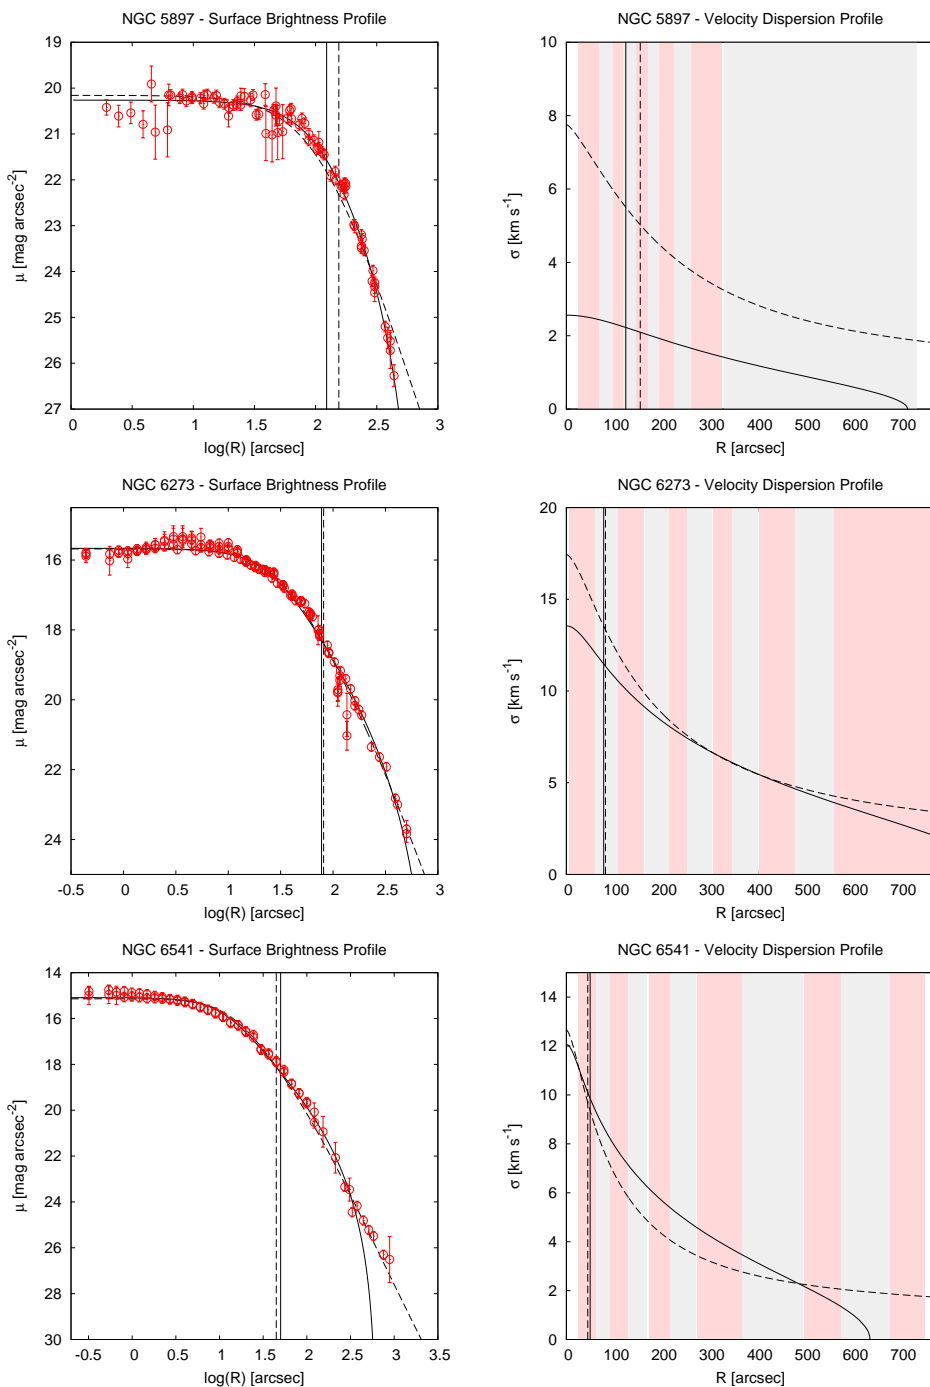 NGC 5897 - Surface Brightness Profile
19
20
21
22
23
24
25
26
27
μ [mag arcsec⁻²]
0 0.5 1 1.5 2 2.5 3
log(R) [arcsec]
NGC 5897 - Velocity Dispersion Profile
10
8
6
4
2
0
σ [km s⁻¹]
0 100 200 300 400 500 600 700
R [arcsec]
NGC 6273 - Surface Brightness Profile
16
18
20
22
24
μ [mag arcsec⁻²]
-0.5 0 0.5 1 1.5 2 2.5 3
log(R) [arcsec]
NGC 6273 - Velocity Dispersion Profile
20
15
10
5
0
σ [km s⁻¹]
0 100 200 300 400 500 600 700
R [arcsec]
NGC 6541 - Surface Brightness Profile
14
16
18
20
22
24
26
28
30
μ [mag arcsec⁻²]
-0.5 0 0.5 1 1.5 2 2.5 3 3.5
log(R) [arcsec]
NGC 6541 - Velocity Dispersion Profile
14
12
10
8
6
4
2
0
σ [km s⁻¹]
0 100 200 300 400 500 600 700
R [arcsec]